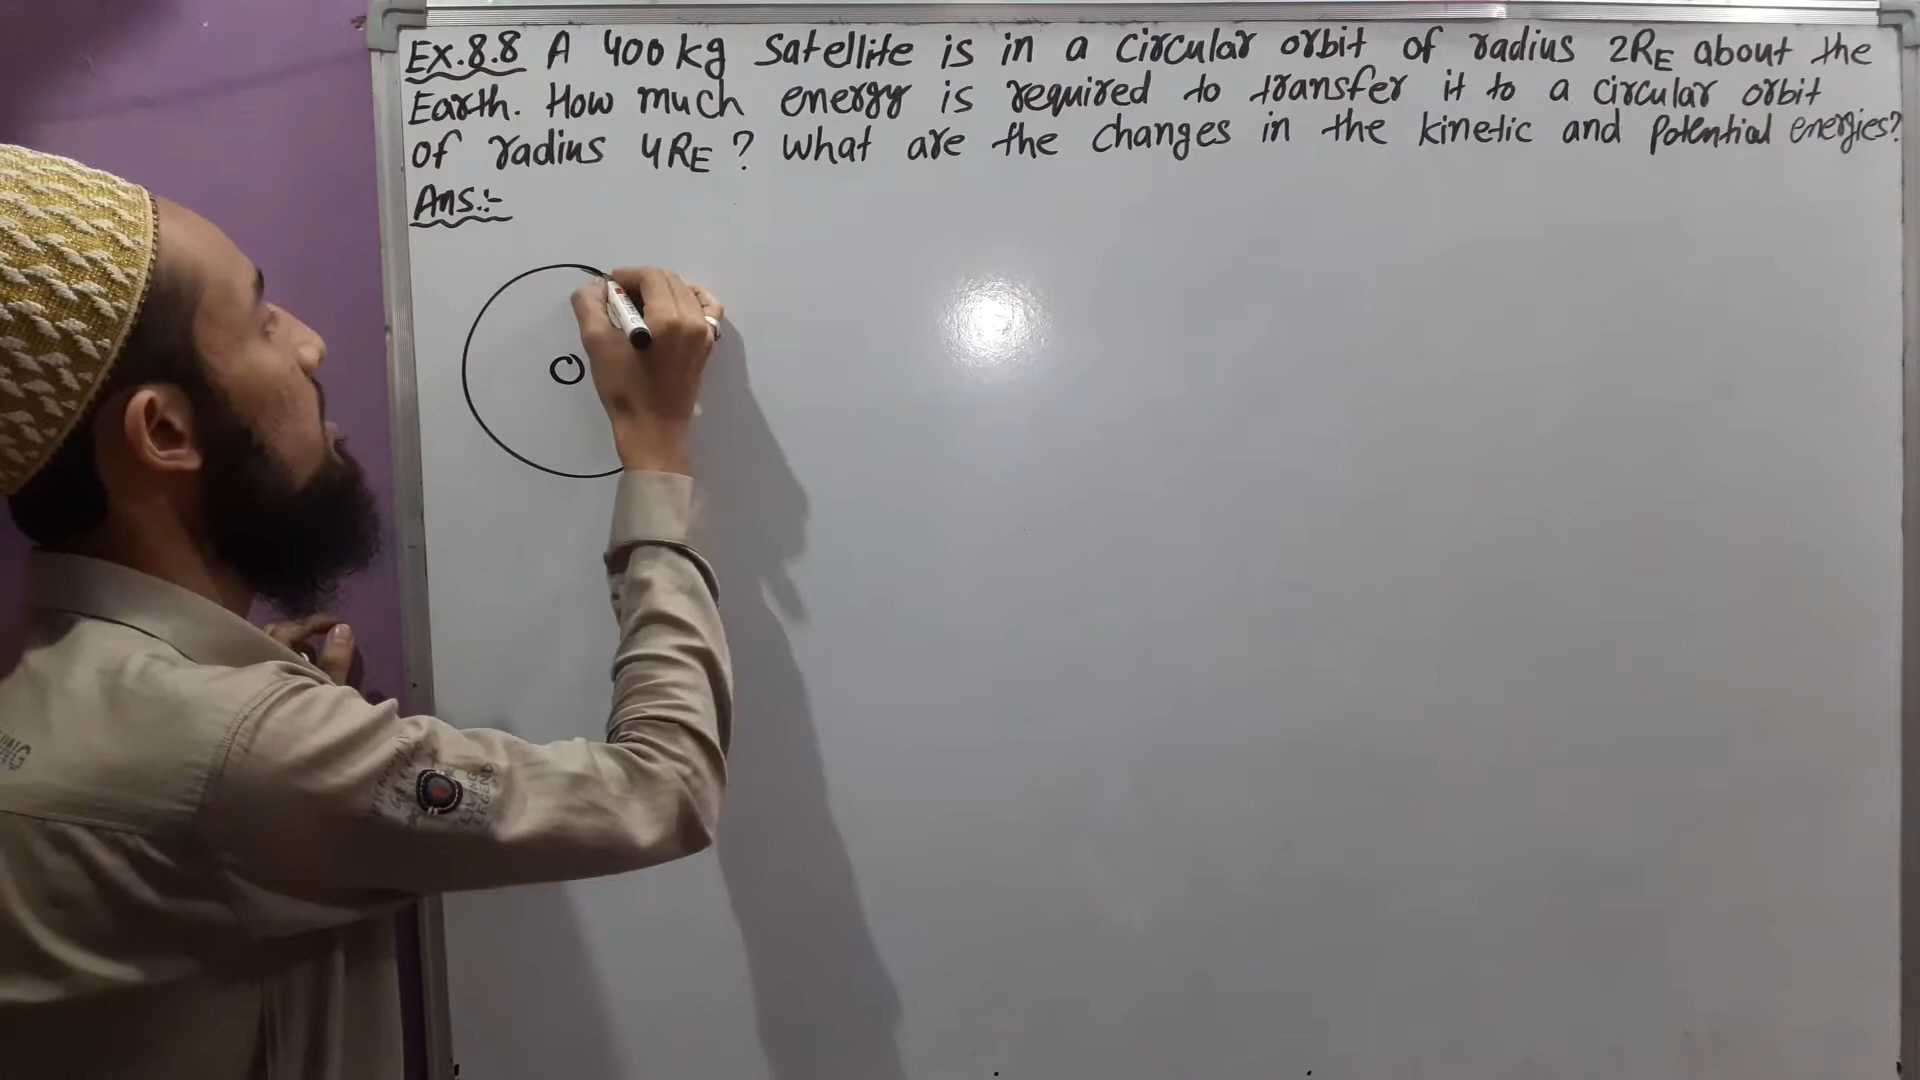 Ex.8.8 A 400 kg Satellite is in a circular orbit of radius 2RE about the
Earth. How much energy is required to transfer it to a circular orbit
of radius 4RE ? What are the changes in the kinetic and Potential energies?
Ans.:-
LIVING
LEGEND